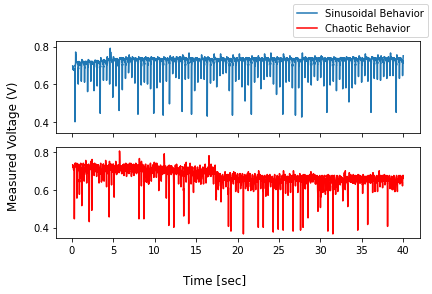 Sinusoidal Behavior
Chaotic Behavior
0.8
0.6
0.4
0.8
0.6
0.4
0 5 10 15 20 25 30 35 40
Measured Voltage (V)
Time [sec]